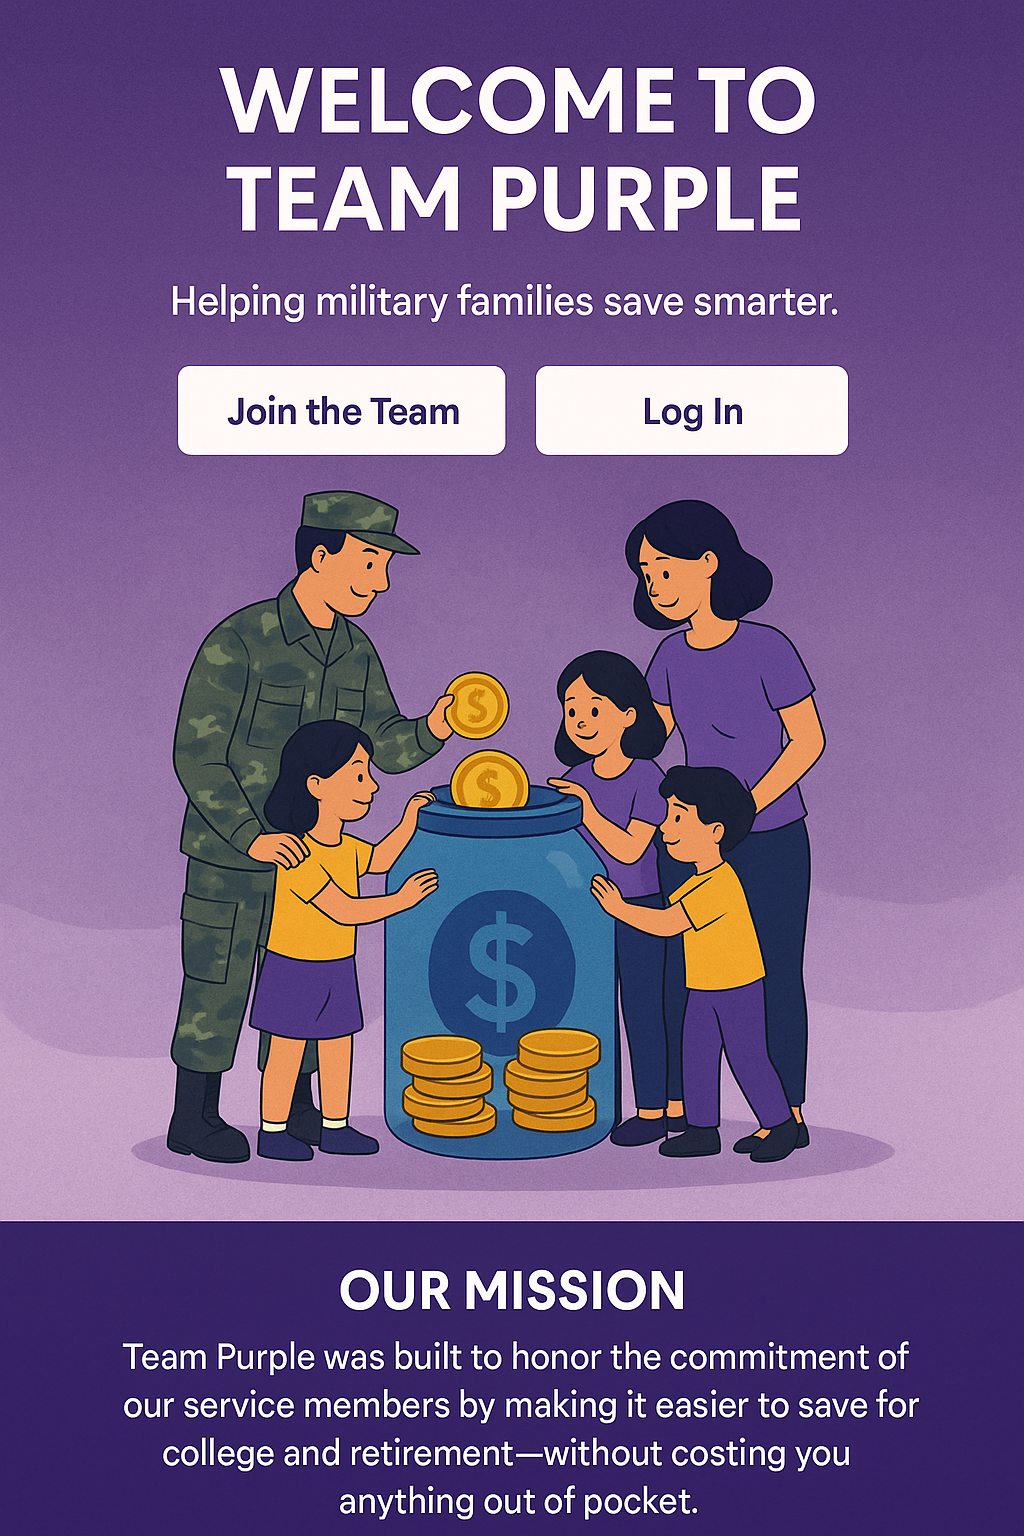 WELCOME TO
TEAM PURPLE
Helping military families save smarter.
Join the Team
Log In
$
$
$
OUR MISSION
Team Purple was built to honor the commitment of
our service members by making it easier to save for
college and retirement—without costing you
anything out of pocket.